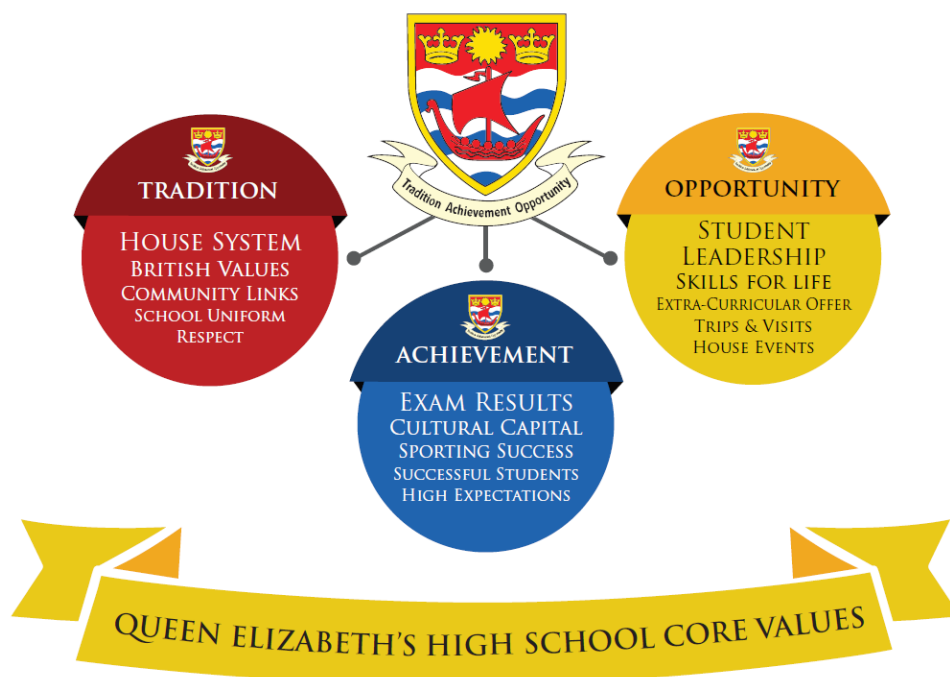 Tradition Achievement Opportunity
TRADITION
HOUSE SYSTEM
BRITISH VALUES
COMMUNITY LINKS
SCHOOL UNIFORM
RESPECT
ACHIEVEMENT
EXAM RESULTS
CULTURAL CAPITAL
SPORTING SUCCESS
SUCCESSFUL STUDENTS
HIGH EXPECTATIONS
OPPORTUNITY
STUDENT
LEADERSHIP
SKILLS FOR LIFE
EXTRA-CURRICULAR OFFER
TRIPS & VISITS
HOUSE EVENTS
QUEEN ELIZABETH'S HIGH SCHOOL CORE VALUES